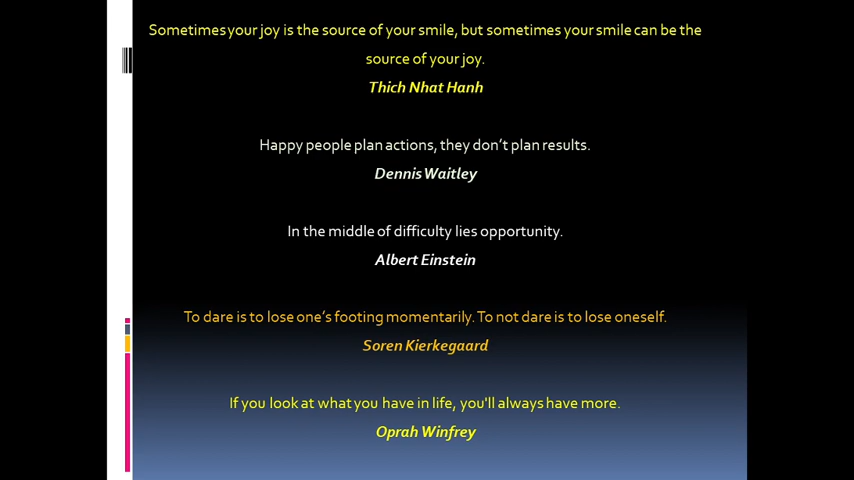 Sometimes your joy is the source of your smile, but sometimes your smile can be the
source of your joy.
Thich Nhat Hanh
Happy people plan actions, they don’t plan results.
Dennis Waitley
In the middle of difficulty lies opportunity.
Albert Einstein
To dare is to lose one’s footing momentarily. To not dare is to lose oneself.
Soren Kierkegaard
If you look at what you have in life, you'll always have more.
Oprah Winfrey